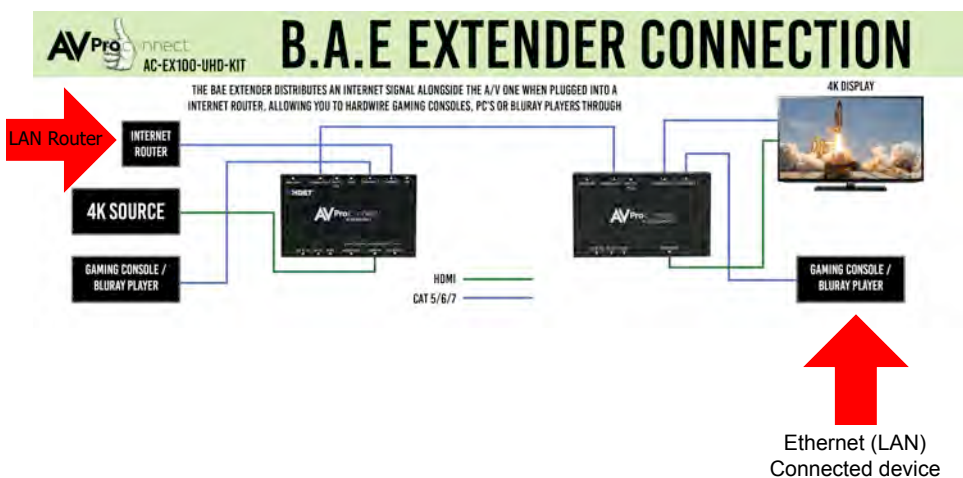 AVPro nnect
AC-EX100-UHD-KIT
B.A.E EXTENDER CONNECTION
THE BAE EXTENDER DISTRIBUTES AN INTERNET SIGNAL ALONGSIDE THE A/V ONE WHEN PLUGGED INTO A
INTERNET ROUTER, ALLOWING YOU TO HARDWIRE GAMING CONSOLES, PC'S OR BLURAY PLAYERS THROUGH
4K DISPLAY
LAN Router
INTERNET
ROUTER
4K SOURCE
GAMING CONSOLE /
BLURAY PLAYER
HDBT
AVProconnect
AVProconnect
HDMI
CAT 5/6/7
GAMING CONSOLE /
BLURAY PLAYER
Ethernet (LAN)
Connected device